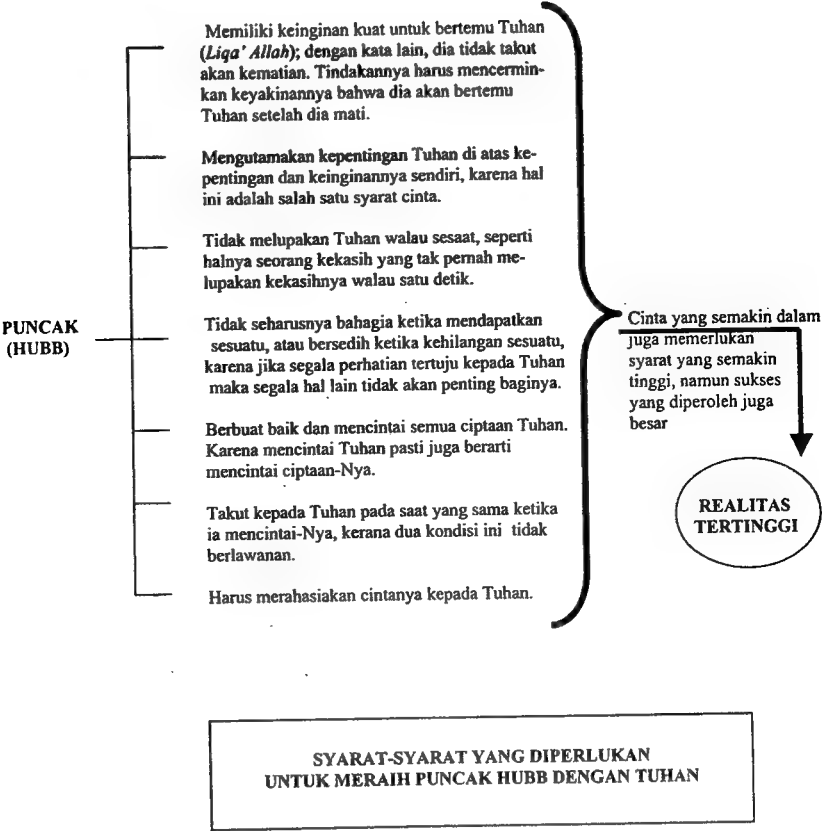 Memiliki keinginan kuat untuk bertemu Tuhan
(Liqa' Allah); dengan kata lain, dia tidak takut
akan kematian. Tindakannya harus mencermin-
kan keyakinannya bahwa dia akan bertemu
Tuhan setelah dia mati.
Mengutamakan kepentingan Tuhan di atas ke-
pentingan dan keinginannya sendiri, karena hal
ini adalah salah satu syarat cinta.
Tidak melupakan Tuhan walau sesaat, seperti
halnya seorang kekasih yang tak pernah me-
lupakan kekasihnya walau satu detik.
PUNCAK
(HUBB)
Tidak seharusnya bahagia ketika mendapatkan
sesuatu, atau bersedih ketika kehilangan sesuatu,
karena jika segala perhatian tertuju kepada Tuhan
maka segala hal lain tidak akan penting baginya.
Berbuat baik dan mencintai semua ciptaan Tuhan.
Karena mencintai Tuhan pasti juga berarti
mencintai ciptaan-Nya.
Takut kepada Tuhan pada saat yang sama ketika
ia mencintai-Nya, kerana dua kondisi ini tidak
berlawanan.
Harus merahasiakan cintanya kepada Tuhan.
Cinta yang semakin dalam
juga memerlukan
syarat yang semakin
tinggi, namun sukses
yang diperoleh juga
besar
REALITAS
TERTINGGI
SYARAT-SYARAT YANG DIPERLUKAN
UNTUK MERAIH PUNCAK HUBB DENGAN TUHAN